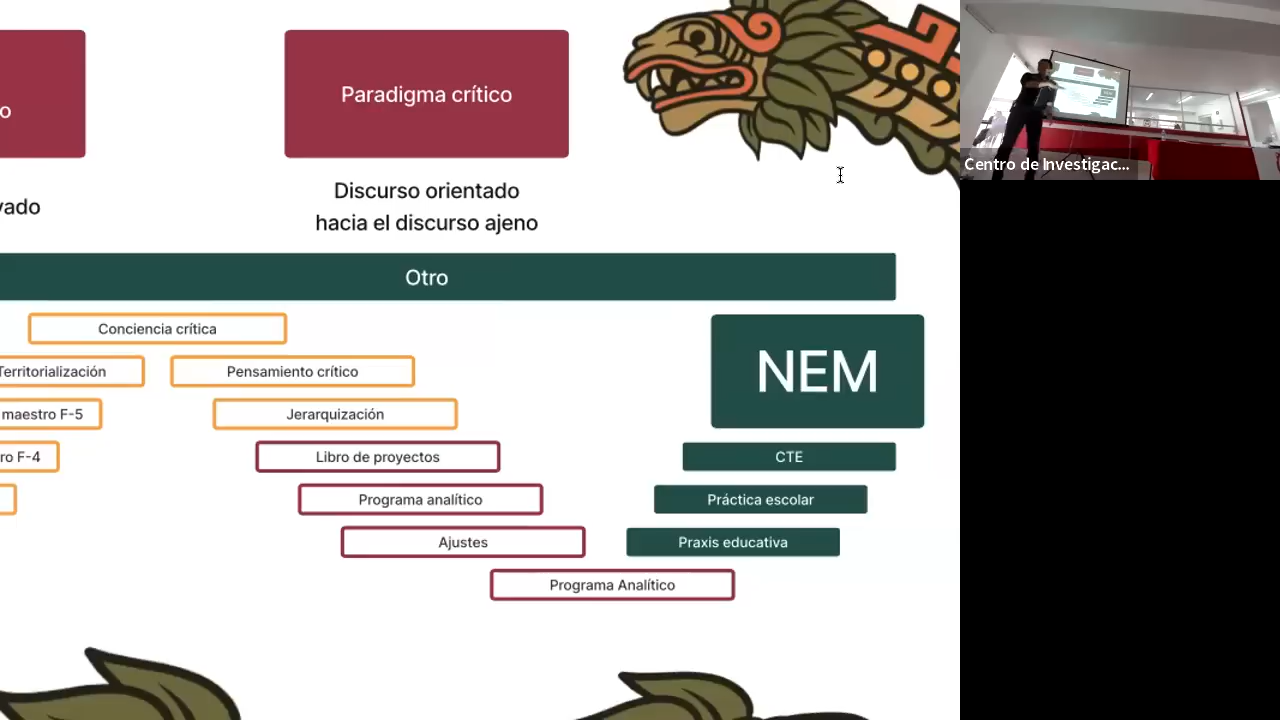 o
Paradigma crítico
vado
Discurso orientado
hacia el discurso ajeno
Otro
Conciencia crítica
Territorialización
Pensamiento crítico
maestro F-5
Jerarquización
ro F-4
Libro de proyectos
Programa analítico
Ajustes
Programa Analítico
NEM
CTE
Práctica escolar
Praxis educativa
Centro de Investigac...